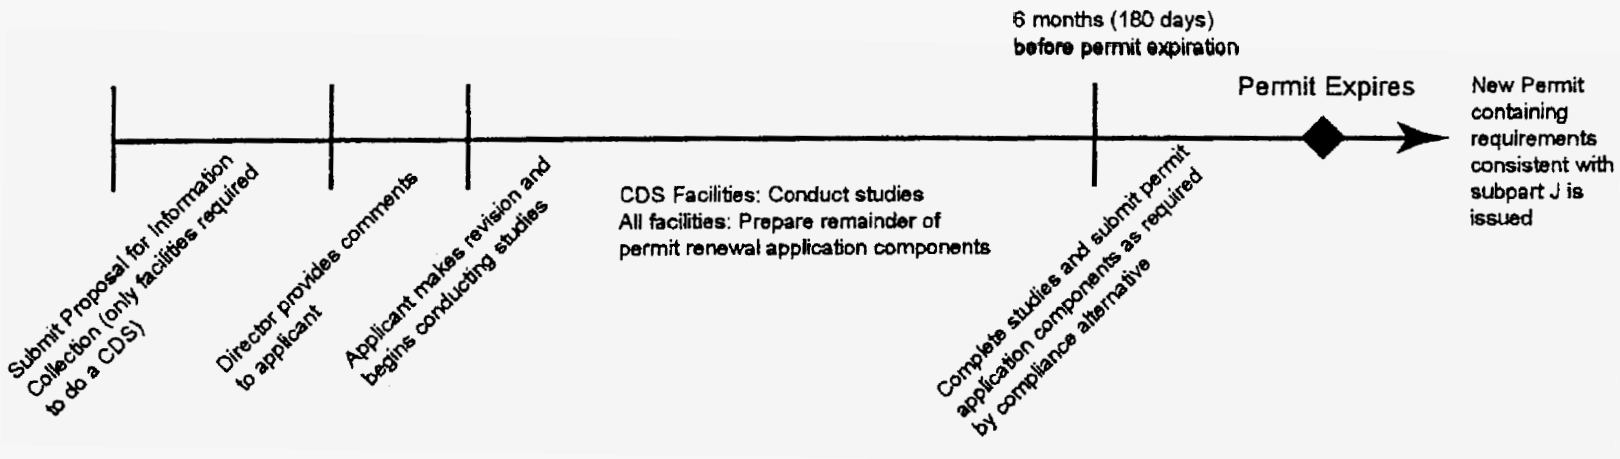 6 months (180 days)
before permit expiration
Permit Expires
New Permit
containing
requirements
consistent with
subpart J is
issued
Submit Proposal for Information
Collection (only facilities required
to do a CDS)
Director provides comments
to applicant
Applicant makes revision and
begins conducting studies
CDS Facilities: Conduct studies
All facilities: Prepare remainder of
permit renewal application components
Complete studies and submit permit
application components as required
by compliance alternative